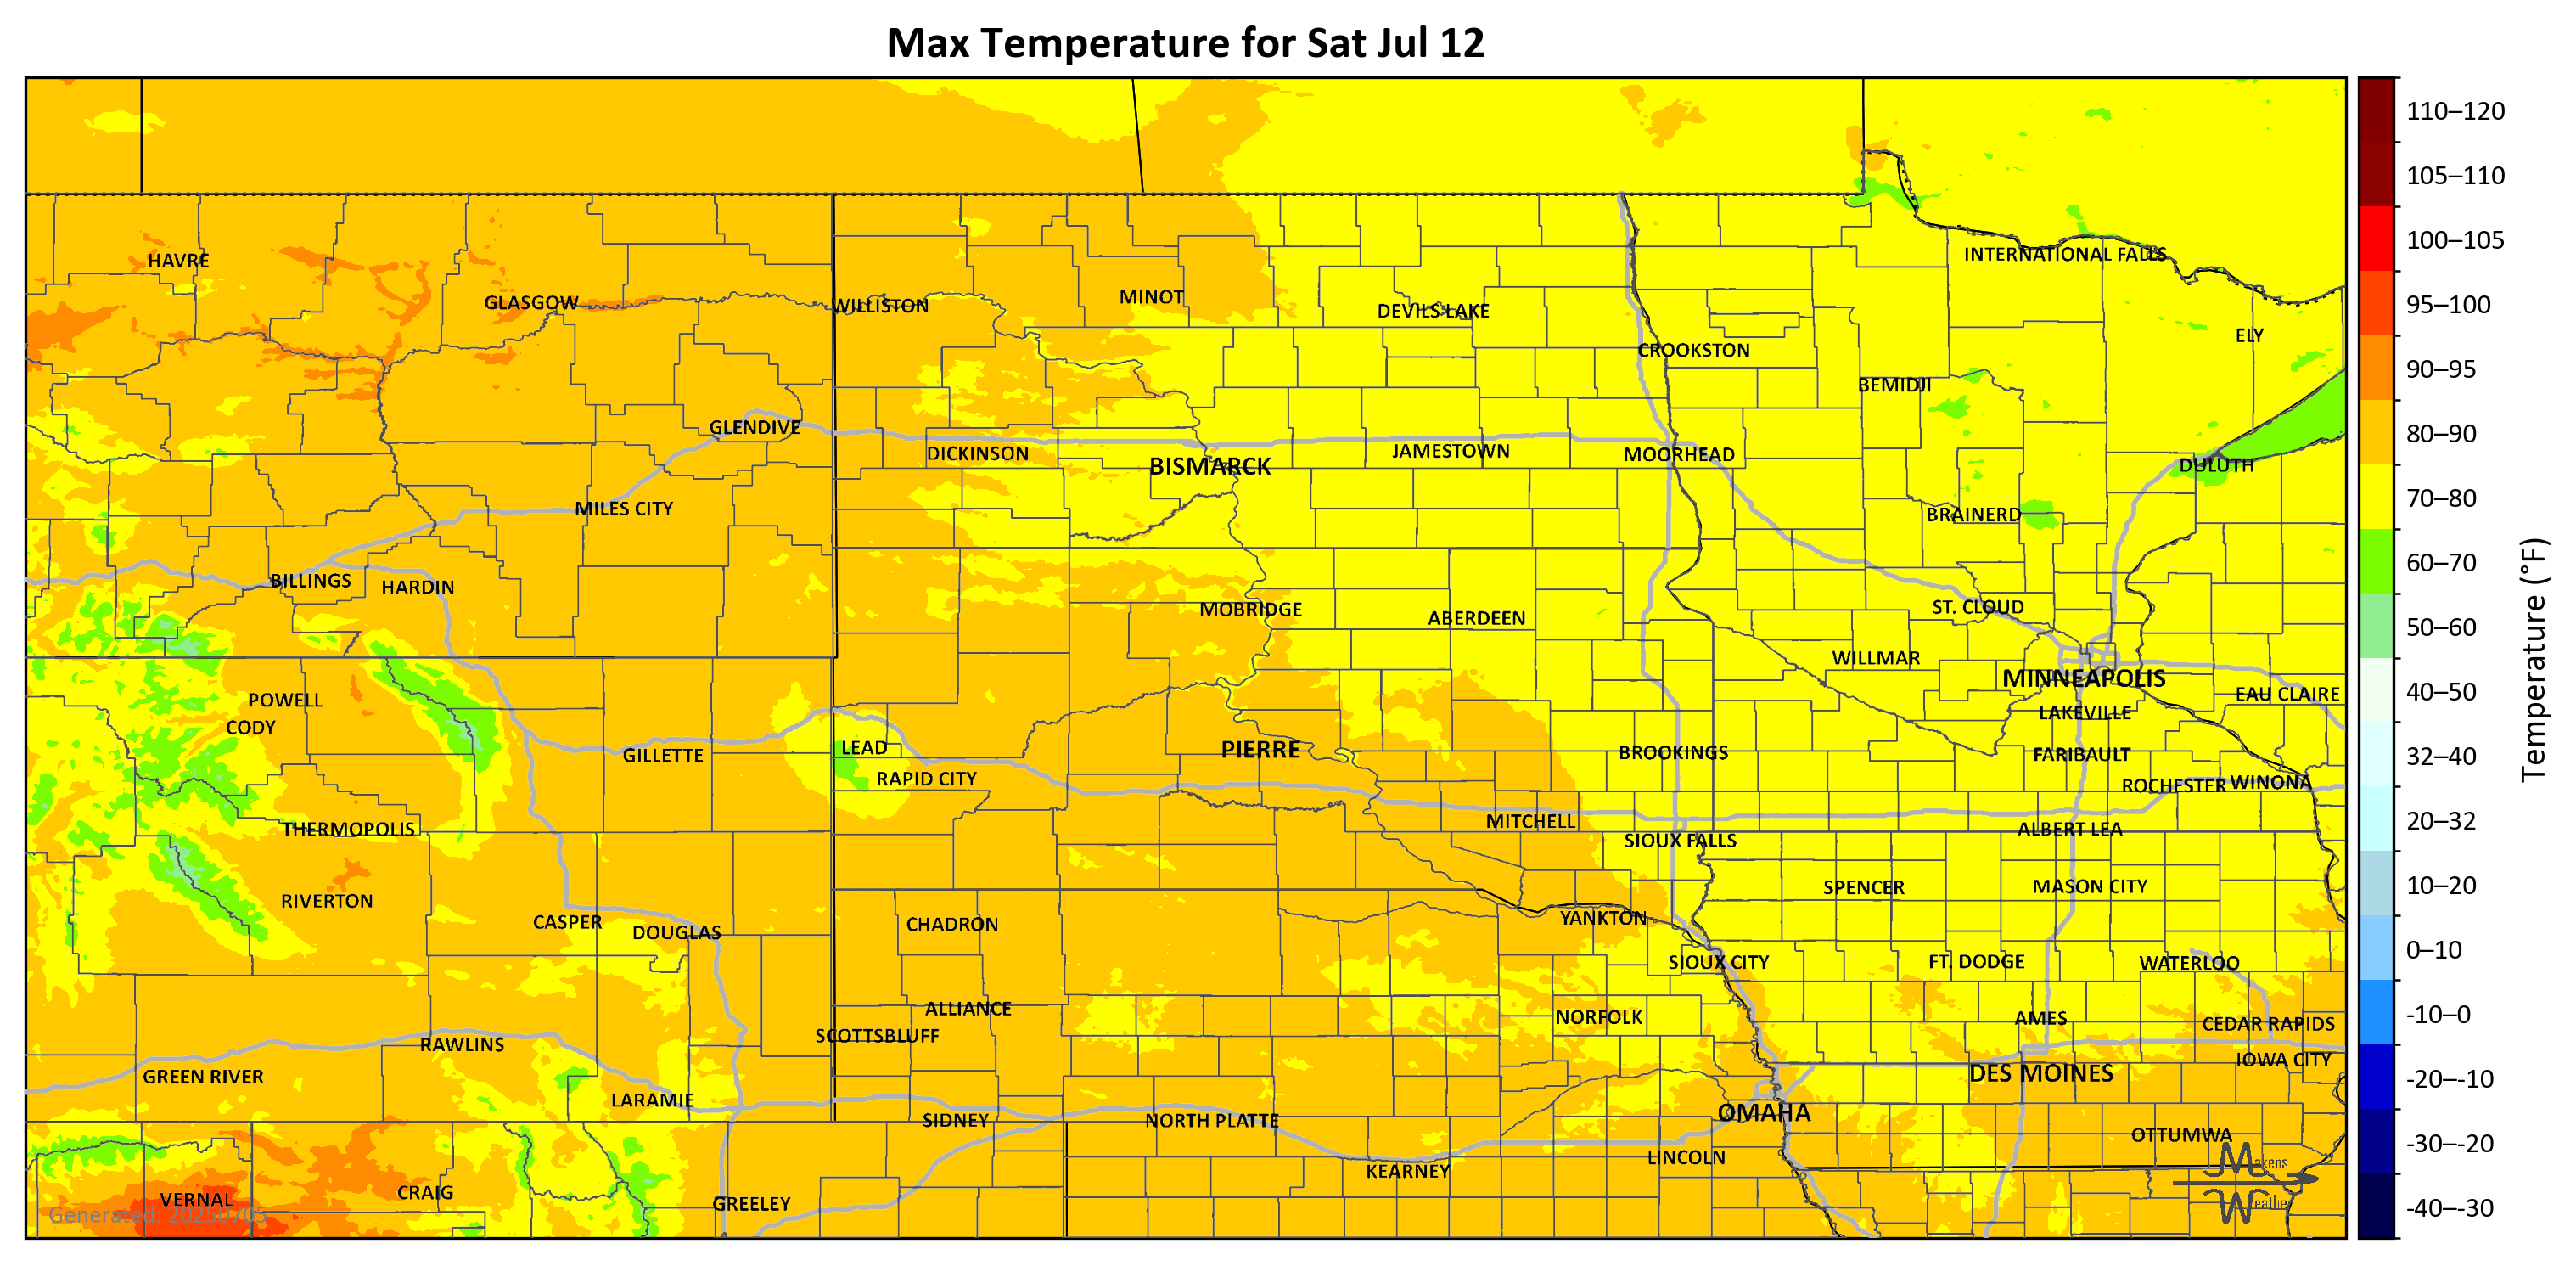 Max Temperature for Sat Jul 12
HAVRE
INTERNATIONAL FALLS
GLASGOW
WILLISTON
MINOT
DEVILS LAKE
ELY
CROOKSTON
BEMIDJI
GLENDIVE
DICKINSON
BISMARCK
JAMESTOWN
MOORHEAD
DULUTH
MILES CITY
BRAINERD
BILLINGS
HARDIN
MOBRIDGE
ABERDEEN
ST. CLOUD
WILLMAR
MINNEAPOLIS
EAU CLAIRE
POWELL
CODY
LAKEVILLE
GILLETTE
LEAD
PIERRE
BROOKINGS
FARIBAULT
RAPID CITY
ROCHESTER
WINONA
THERMOPOLIS
MITCHELL
SIOUX FALLS
ALBERT LEA
RIVERTON
SPENCER
MASON CITY
CASPER
DOUGLAS
CHADRON
YANKTON
SIOUX CITY
FT. DODGE
WATERLOO
ALLIANCE
NORFOLK
AMES
CEDAR RAPIDS
SCOTTSBLUFF
RAWLINS
IOWA CITY
GREEN RIVER
DES MOINES
LARAMIE
SIDNEY
NORTH PLATTE
OMAHA
OTTUMWA
KEARNEY
LINCOLN
VERNAL
CRAIG
GREELEY
Generated: 20250705
Makens
Weather
110–120
105–110
100–105
95–100
90–95
80–90
70–80
60–70
50–60
40–50
32–40
20–32
10–20
0–10
-10–0
-20–-10
-30–-20
-40–-30
Temperature (°F)